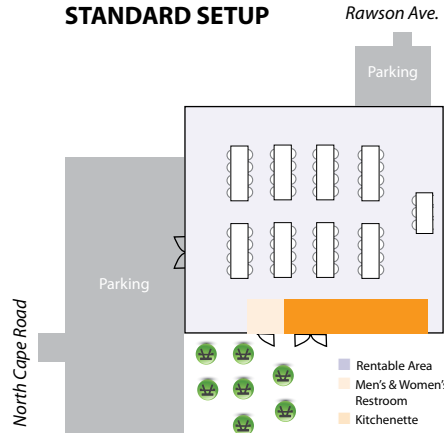 STANDARD SETUP
Rawson Ave.
Parking
Parking
North Cape Road
Rentable Area
Men's & Women's
Restroom
Kitchenette